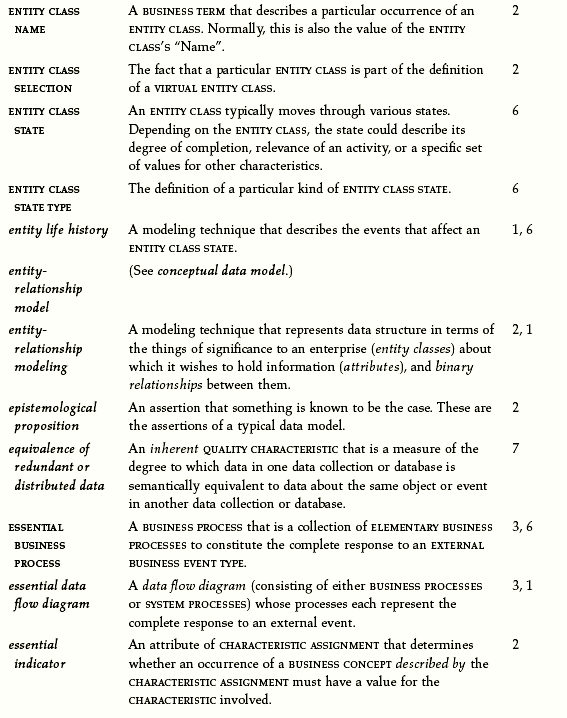 ENTITY CLASS A BUSINESS TERM that describes a particular occurrence of an 2
NAME ENTITY CLASS. Normally, this is also the value of the ENTITY
CLASS’s “Name”.
ENTITY CLASS The fact that a particular ENTITY CLASS is part of the definition 2
SELECTION of a VIRTUAL ENTITY CLASS.
ENTITY CLASS An ENTITY CLASS typically moves through various states. 6
STATE Depending on the ENTITY CLASS, the state could describe its
degree of completion, relevance of an activity, or a specific set
of values for other characteristics.
ENTITY CLASS The definition of a particular kind of ENTITY CLASS STATE. 6
STATE TYPE
entity life history A modeling technique that describes the events that affect an 1, 6
ENTITY CLASS STATE.
entity- (See conceptual data model.)
relationship
model
entity- A modeling technique that represents data structure in terms of 2, 1
relationship the things of significance to an enterprise (entity classes) about
modeling which it wishes to hold information (attributes), and binary
relationships between them.
epistemological An assertion that something is known to be the case. These are 2
proposition the assertions of a typical data model.
equivalence of An inherent QUALITY CHARACTERISTIC that is a measure of the 7
redundant or degree to which data in one data collection or database is
distributed data semantically equivalent to data about the same object or event
in another data collection or database.
ESSENTIAL A BUSINESS PROCESS that is a collection of ELEMENTARY BUSINESS 3, 6
BUSINESS PROCESSES to constitute the complete response to an EXTERNAL
PROCESS BUSINESS EVENT TYPE.
essential data A data flow diagram (consisting of either BUSINESS PROCESSES 3, 1
flow diagram or SYSTEM PROCESSES) whose processes each represent the
complete response to an external event.
essential An attribute of CHARACTERISTIC ASSIGNMENT that determines 2
indicator whether an occurrence of a BUSINESS CONCEPT described by the
CHARACTERISTIC ASSIGNMENT must have a value for the
CHARACTERISTIC involved.